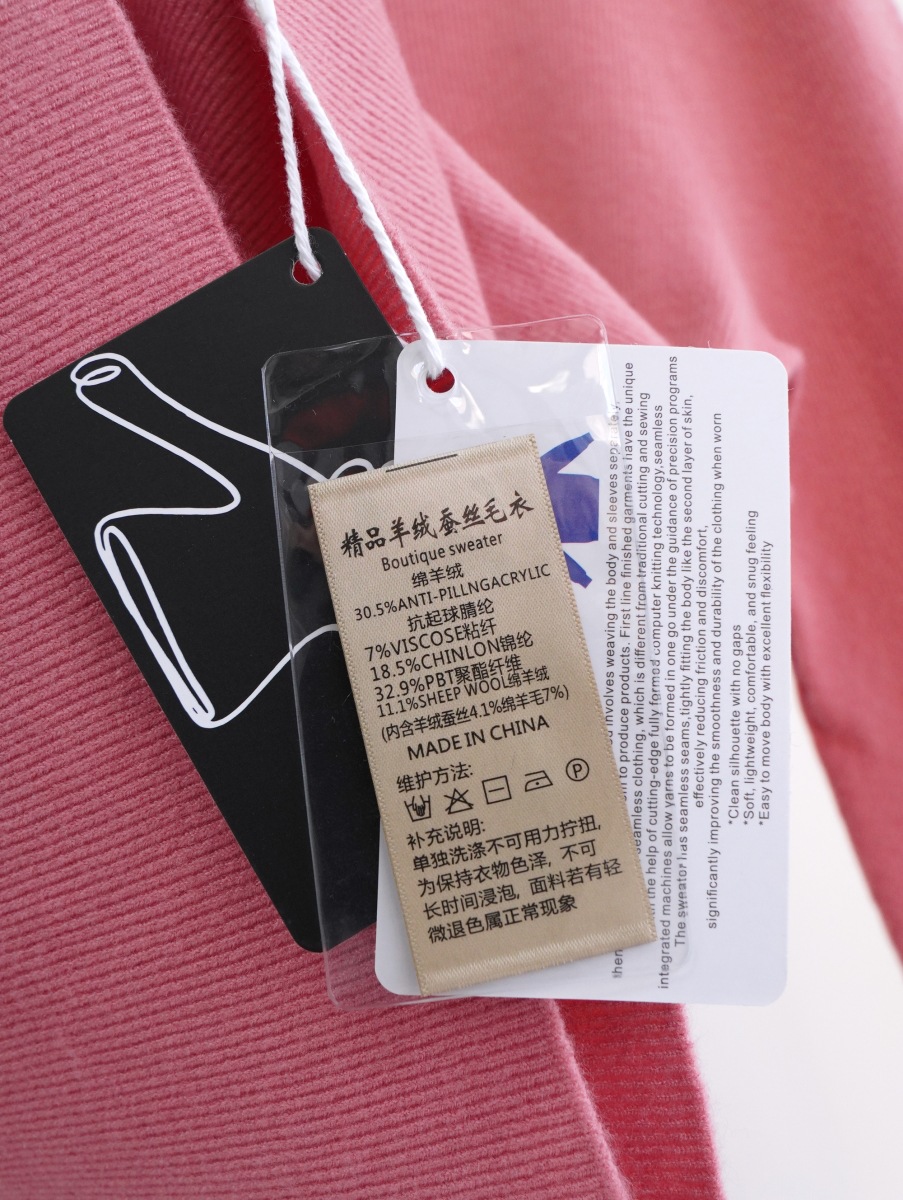 精品羊绒蚕丝毛衣
Boutique sweater
绵羊绒
30.5%ANTI-PILLNGACRYLIC
抗起球腈纶
7%VISCOSE粘纤
18.5%CHINLON锦纶
32.9%PBT聚酯纤维
11.1%SHEEP WOOL绵羊绒
(内含羊绒蚕丝4.1%绵羊毛7%)
MADE IN CHINA
维护方法:
P
补充说明:
单独洗涤不可用力拧扭,
为保持衣物色泽, 不可
长时间浸泡, 面料若有轻
微退色属正常现象
involves weaving the body and sleeves separately,
then to produce products. First line finished garments have the unique
seamless clothing, which is different from traditional cutting and sewing
the help of cutting-edge fully formed computer knitting technology,seamless
integrated machines allow yarns to be formed in one go under the guidance of precision programs
The sweater has seamless seams,tightly fitting the body like the second layer of skin,
effectively reducing friction and discomfort,
significantly improving the smoothness and durability of the clothing when worn
*Clean silhouette with no gaps
*Soft, lightweight, comfortable, and snug feeling
*Easy to move body with excellent flexibility